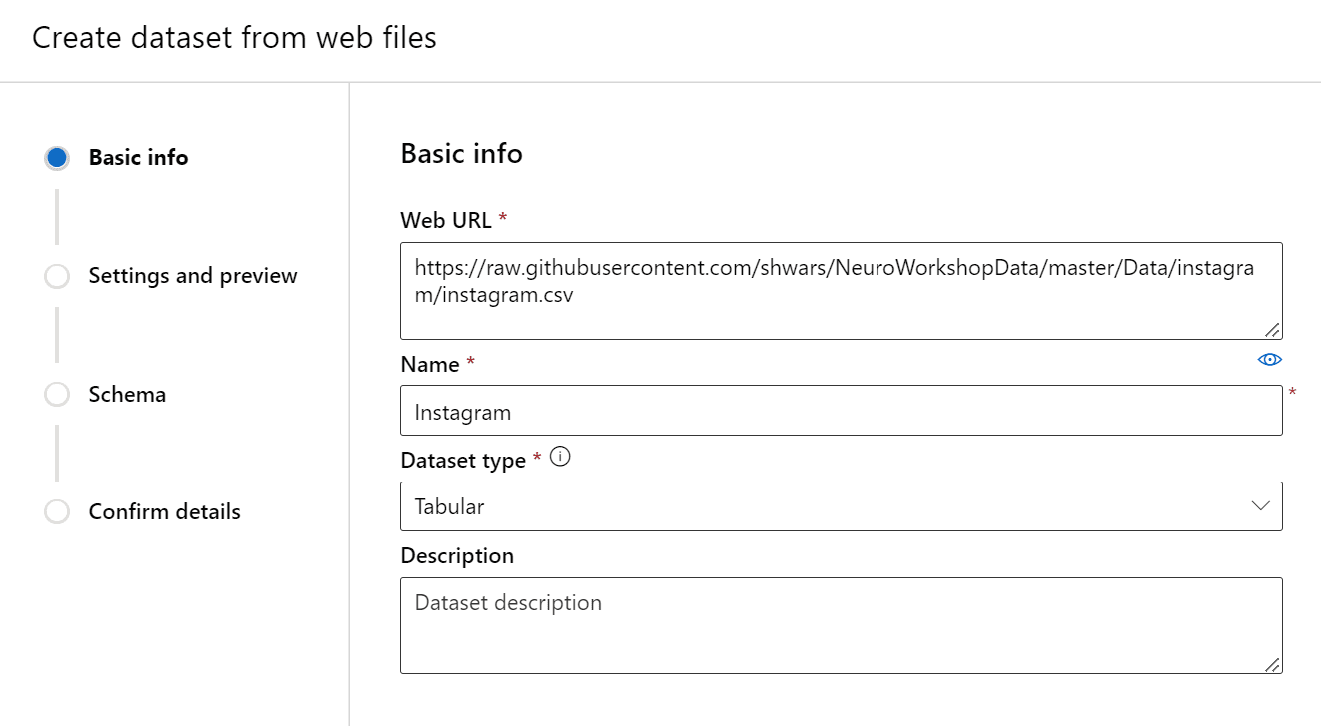 Create dataset from web files
Basic info
Settings and preview
Schema
Confirm details
Basic info
Web URL *
https://raw.githubusercontent.com/shwars/NeuroWorkshopData/master/Data/instagra
m/instagram.csv
Name *
Instagram
*
Dataset type *
Tabular
Description
Dataset description